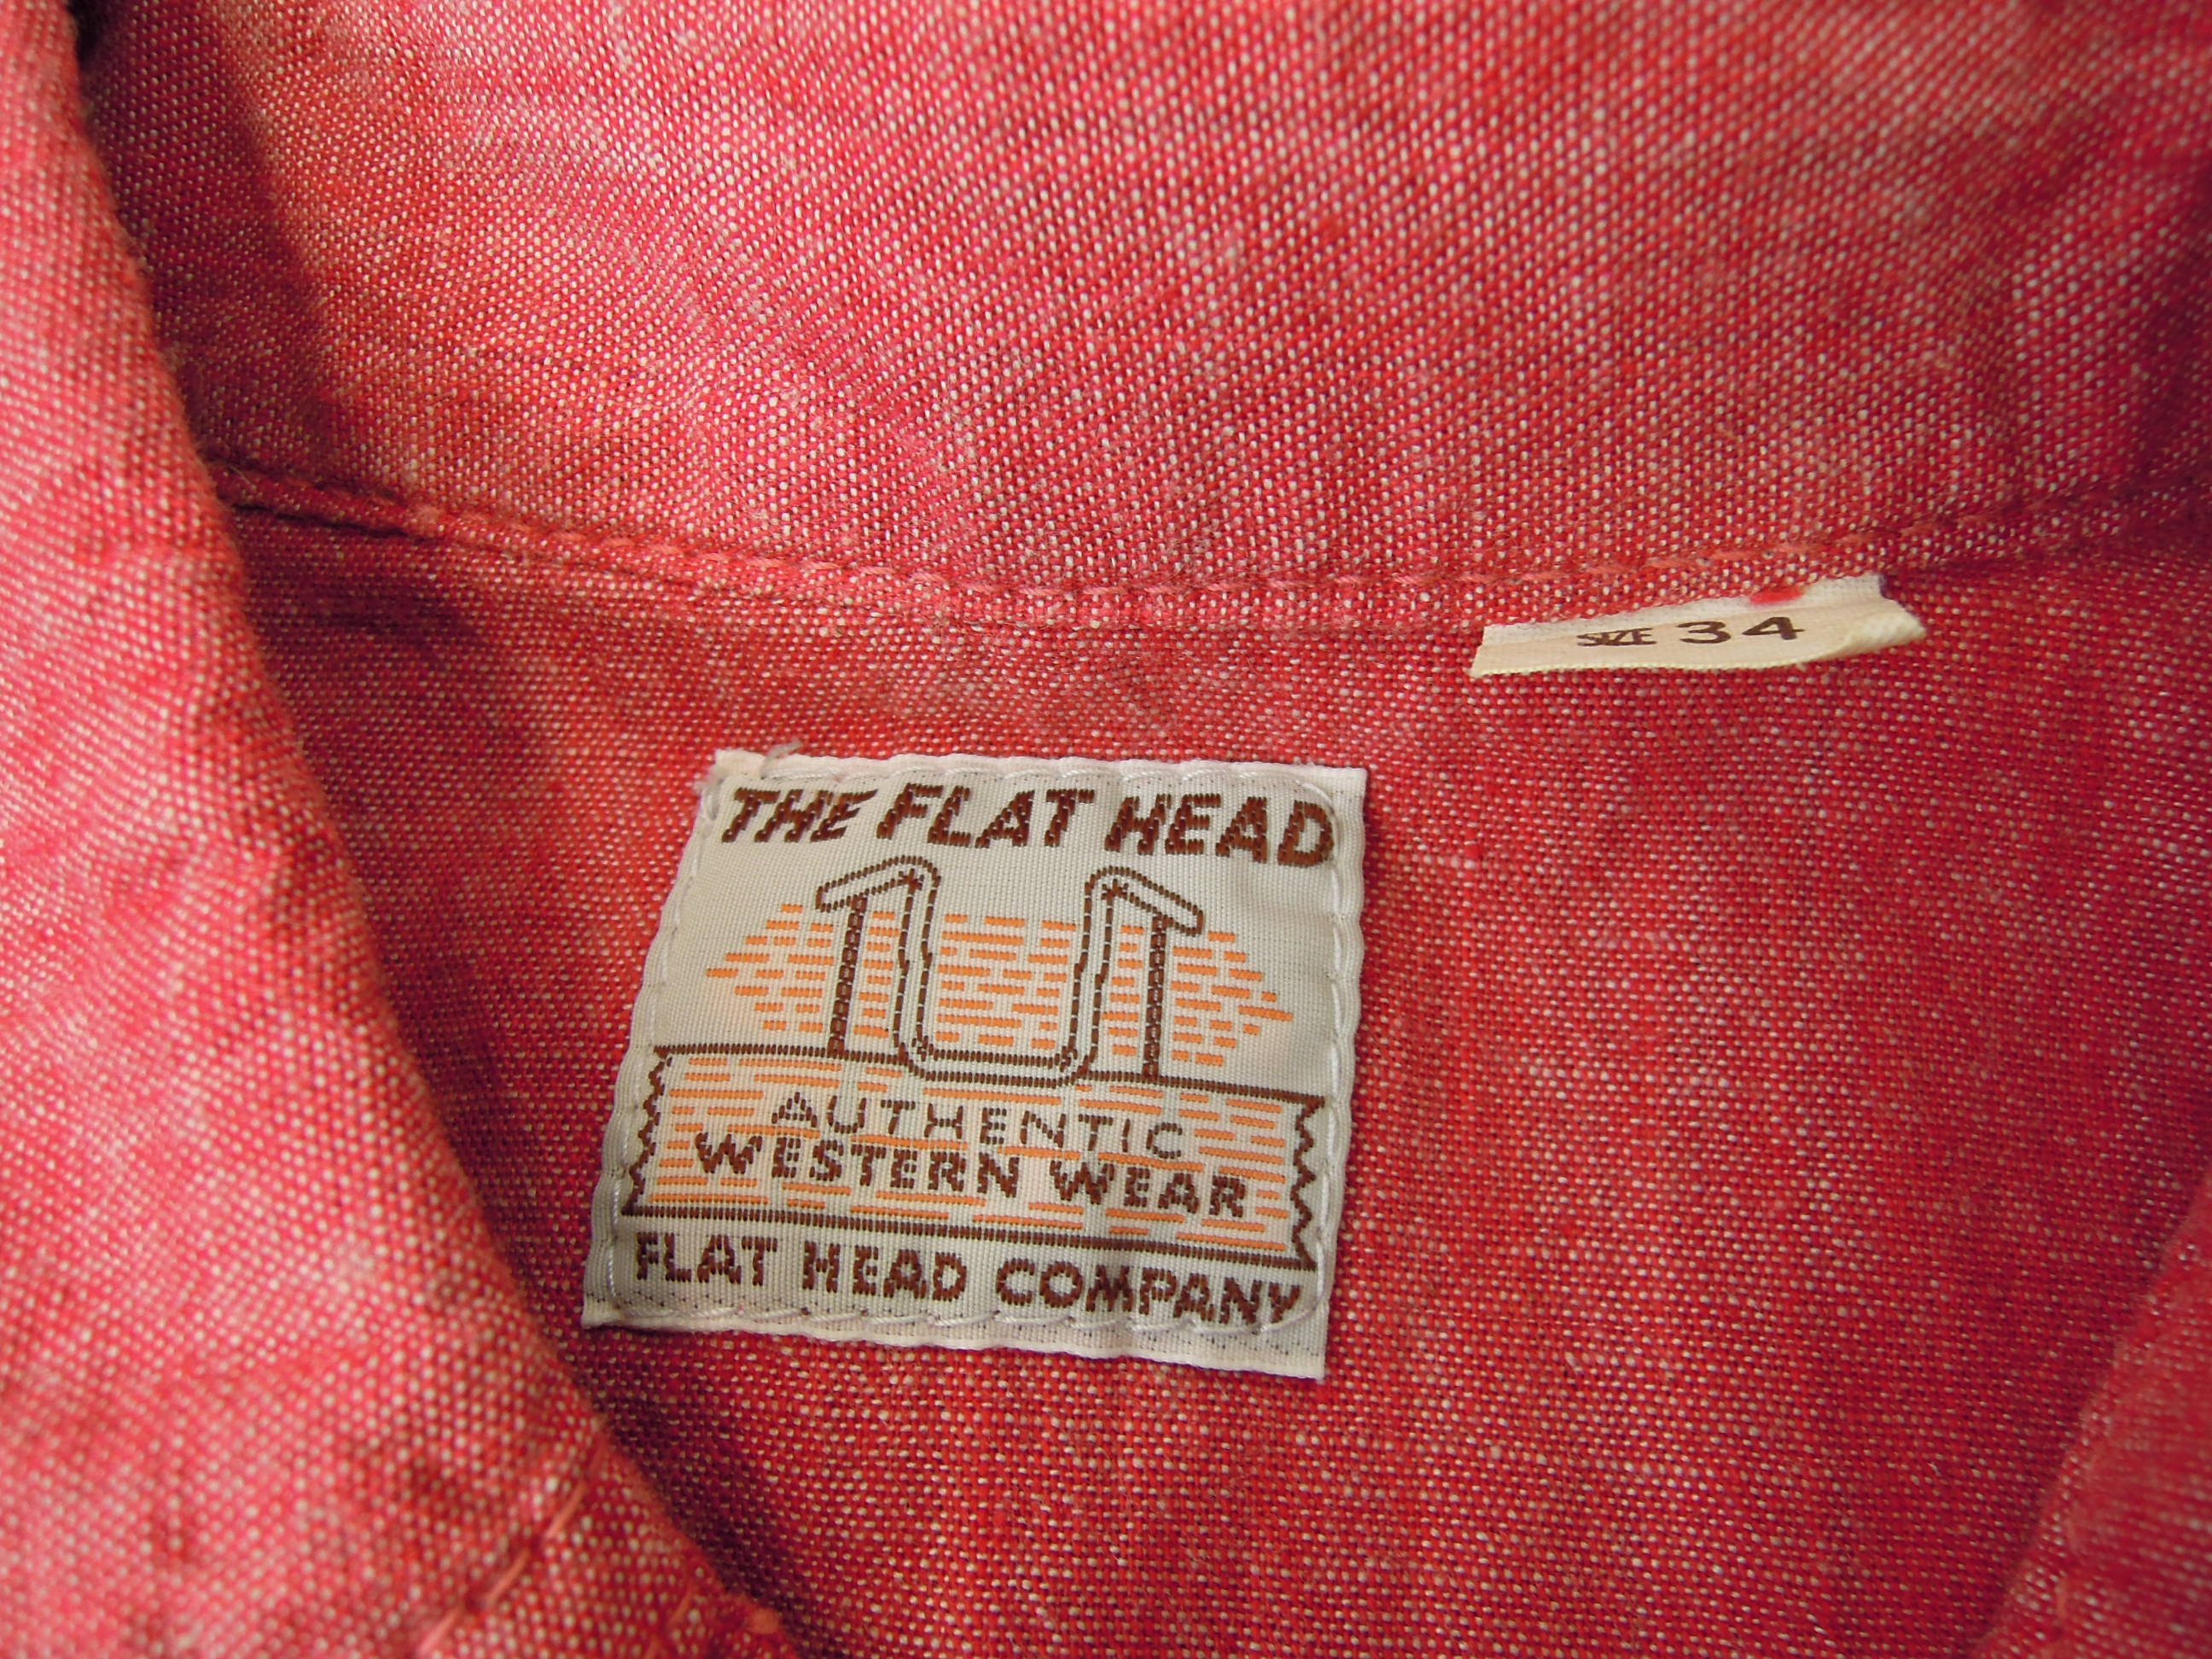 SIZE 34
THE FLAT HEAD
AUTHENTIC
WESTERN WEAR
FLAT HEAD COMPANY